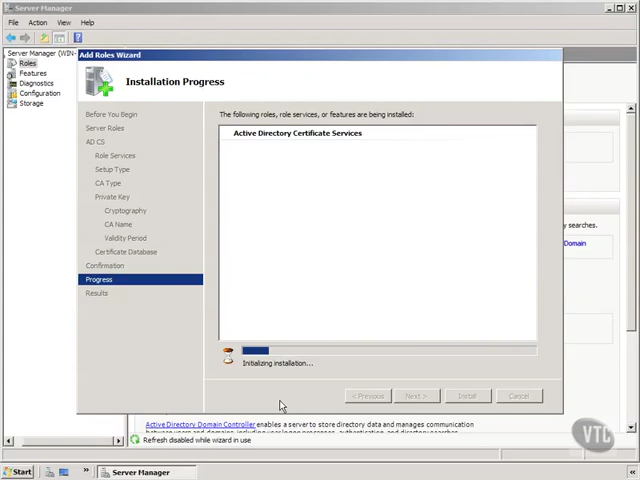 Server Manager
File Action View Help
Server Manager (WIN-
Roles
Features
Diagnostics
Configuration
Storage
Add Roles Wizard
Installation Progress
Before You Begin
Server Roles
AD CS
Role Services
Setup Type
CA Type
Private Key
Cryptography
CA Name
Validity Period
Certificate Database
Confirmation
Progress
Results
The following roles, role services, or features are being installed:
Active Directory Certificate Services
Initializing installation...
< Previous Next > Install Cancel
y searches.
Domain
Active Directory Domain Controller enables a server to store directory data and manages communication
Refresh disabled while wizard in use
VTC
Start
»
Server Manager
«